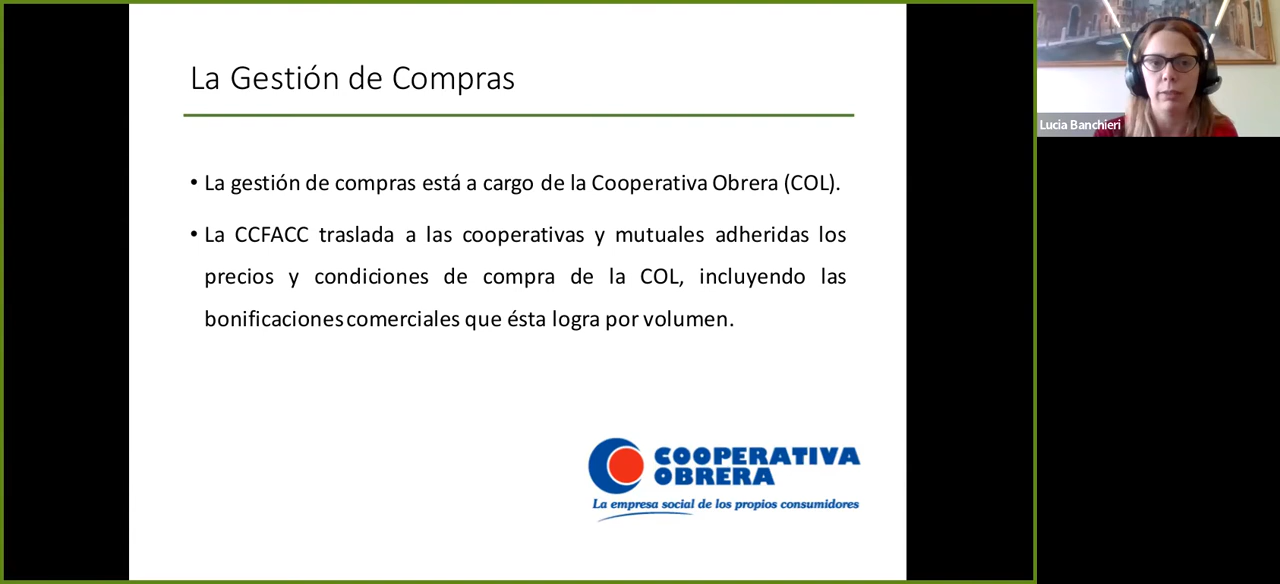 La Gestión de Compras
• La gestión de compras está a cargo de la Cooperativa Obrera (COL).
• La CCFACC traslada a las cooperativas y mutuales adheridas los
precios y condiciones de compra de la COL, incluyendo las
bonificaciones comerciales que ésta logra por volumen.
COOPERATIVA
OBRERA
La empresa social de los propios consumidores
Lucia Banchieri